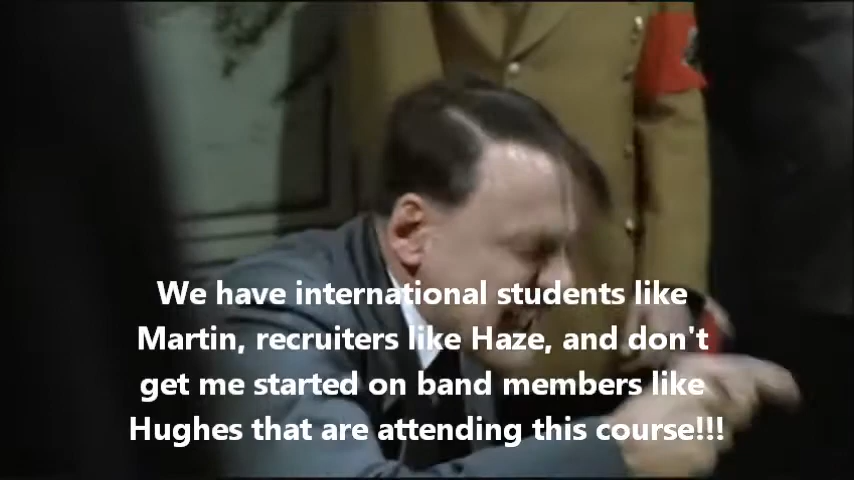 We have international students like
Martin, recruiters like Haze, and don't
get me started on band members like
Hughes that are attending this course!!!